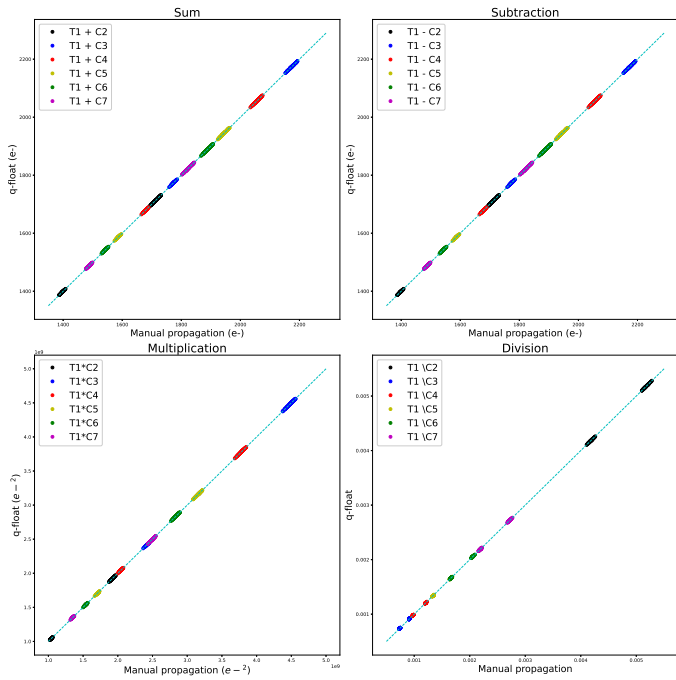 Sum
T1 + C2
T1 + C3
T1 + C4
T1 + C5
T1 + C6
T1 + C7
q-float (e-)
2200
2000
1800
1600
1400
1400 1600 1800 2000 2200
Manual propagation (e-)
Subtraction
T1 - C2
T1 - C3
T1 - C4
T1 - C5
T1 - C6
T1 - C7
q-float (e-)
2200
2000
1800
1600
1400
1400 1600 1800 2000 2200
Manual propagation (e-)
Multiplication
1e9
T1*C2
T1*C3
T1*C4
T1*C5
T1*C6
T1*C7
q-float (e − 2)
5.0
4.5
4.0
3.5
3.0
2.5
2.0
1.5
1.0
1.0 1.5 2.0 2.5 3.0 3.5 4.0 4.5 5.0
1e9
Manual propagation (e − 2)
Division
T1 \C2
T1 \C3
T1 \C4
T1 \C5
T1 \C6
T1 \C7
q-float
0.005
0.004
0.003
0.002
0.001
0.001 0.002 0.003 0.004 0.005
Manual propagation